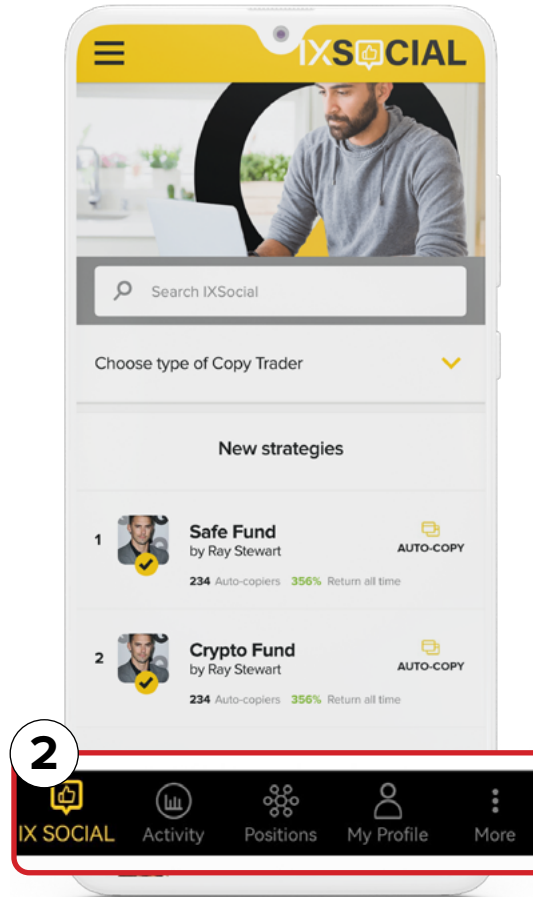 IXSOCIAL
Search IXSocial
Choose type of Copy Trader
New strategies
1
Safe Fund
by Ray Stewart
AUTO-COPY
234 Auto-copiers 356% Return all time
2
Crypto Fund
by Ray Stewart
AUTO-COPY
234 Auto-copiers 356% Return all time
2
IX SOCIAL Activity Positions My Profile More